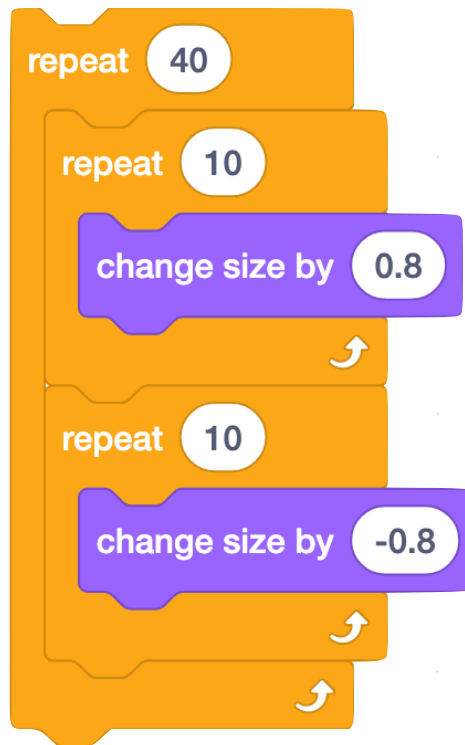 repeat 40
repeat 10
change size by 0.8
repeat 10
change size by -0.8